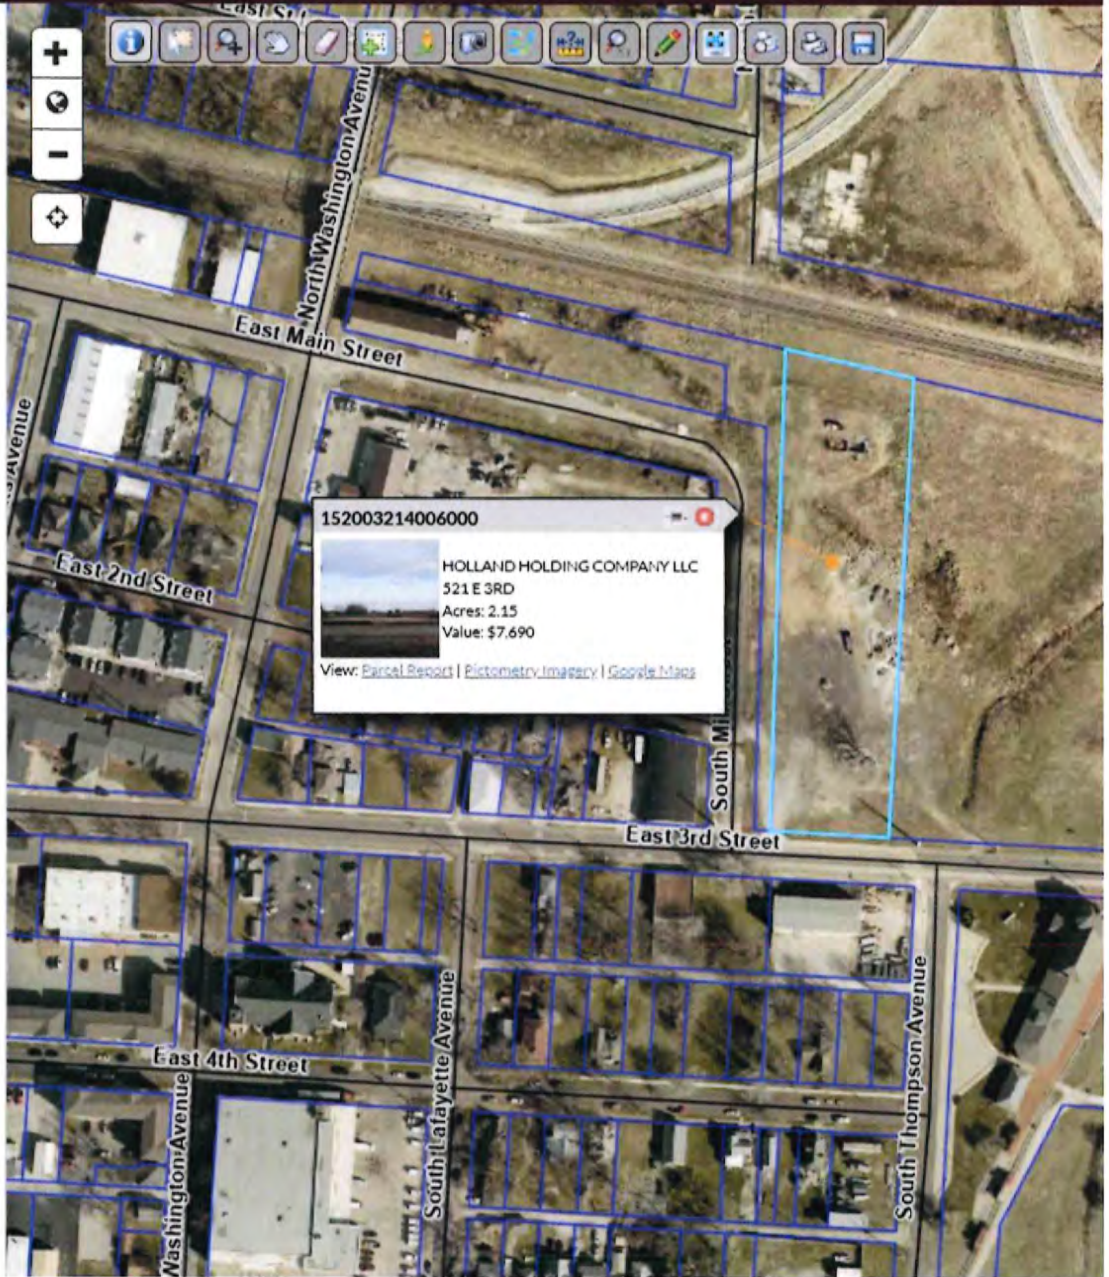 East St
North Washington Avenu
East Main Street
Avenue
152003214006000
HOLLAND HOLDING COMPANY LLC
521 E 3RD
Acres: 2.15
Value: $7,690
View: Parcel Report | Pictometry Imagery | Google Maps
East 2nd Street
South Mi
East 3rd Street
East 4th Street
Washington Avenue
South Lafayette Avenue
South Thompson Avenue